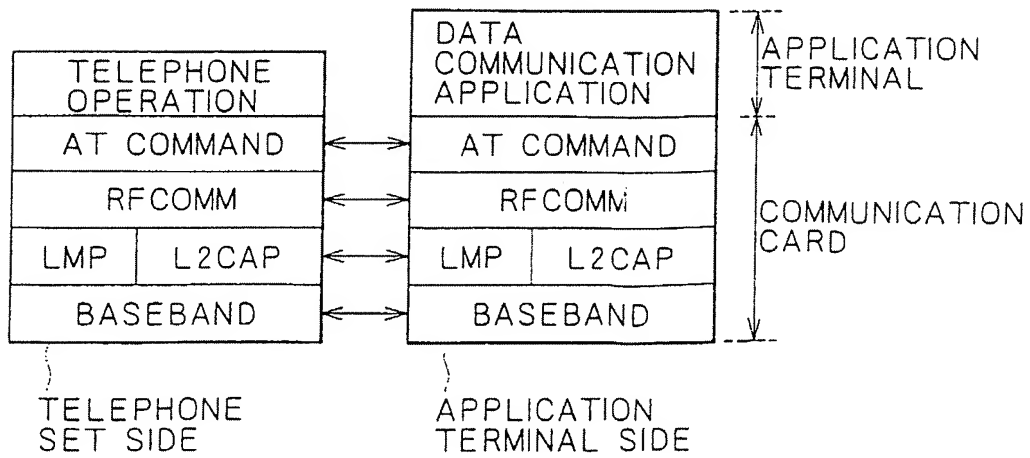 TELEPHONE
OPERATION
AT COMMAND
RFCOMM
LMP
L2CAP
BASEBAND
TELEPHONE
SET SIDE
DATA
COMMUNICATION
APPLICATION
AT COMMAND
RFCOMM
LMP
L2CAP
BASEBAND
APPLICATION
TERMINAL SIDE
APPLICATION
TERMINAL
COMMUNICATION
CARD